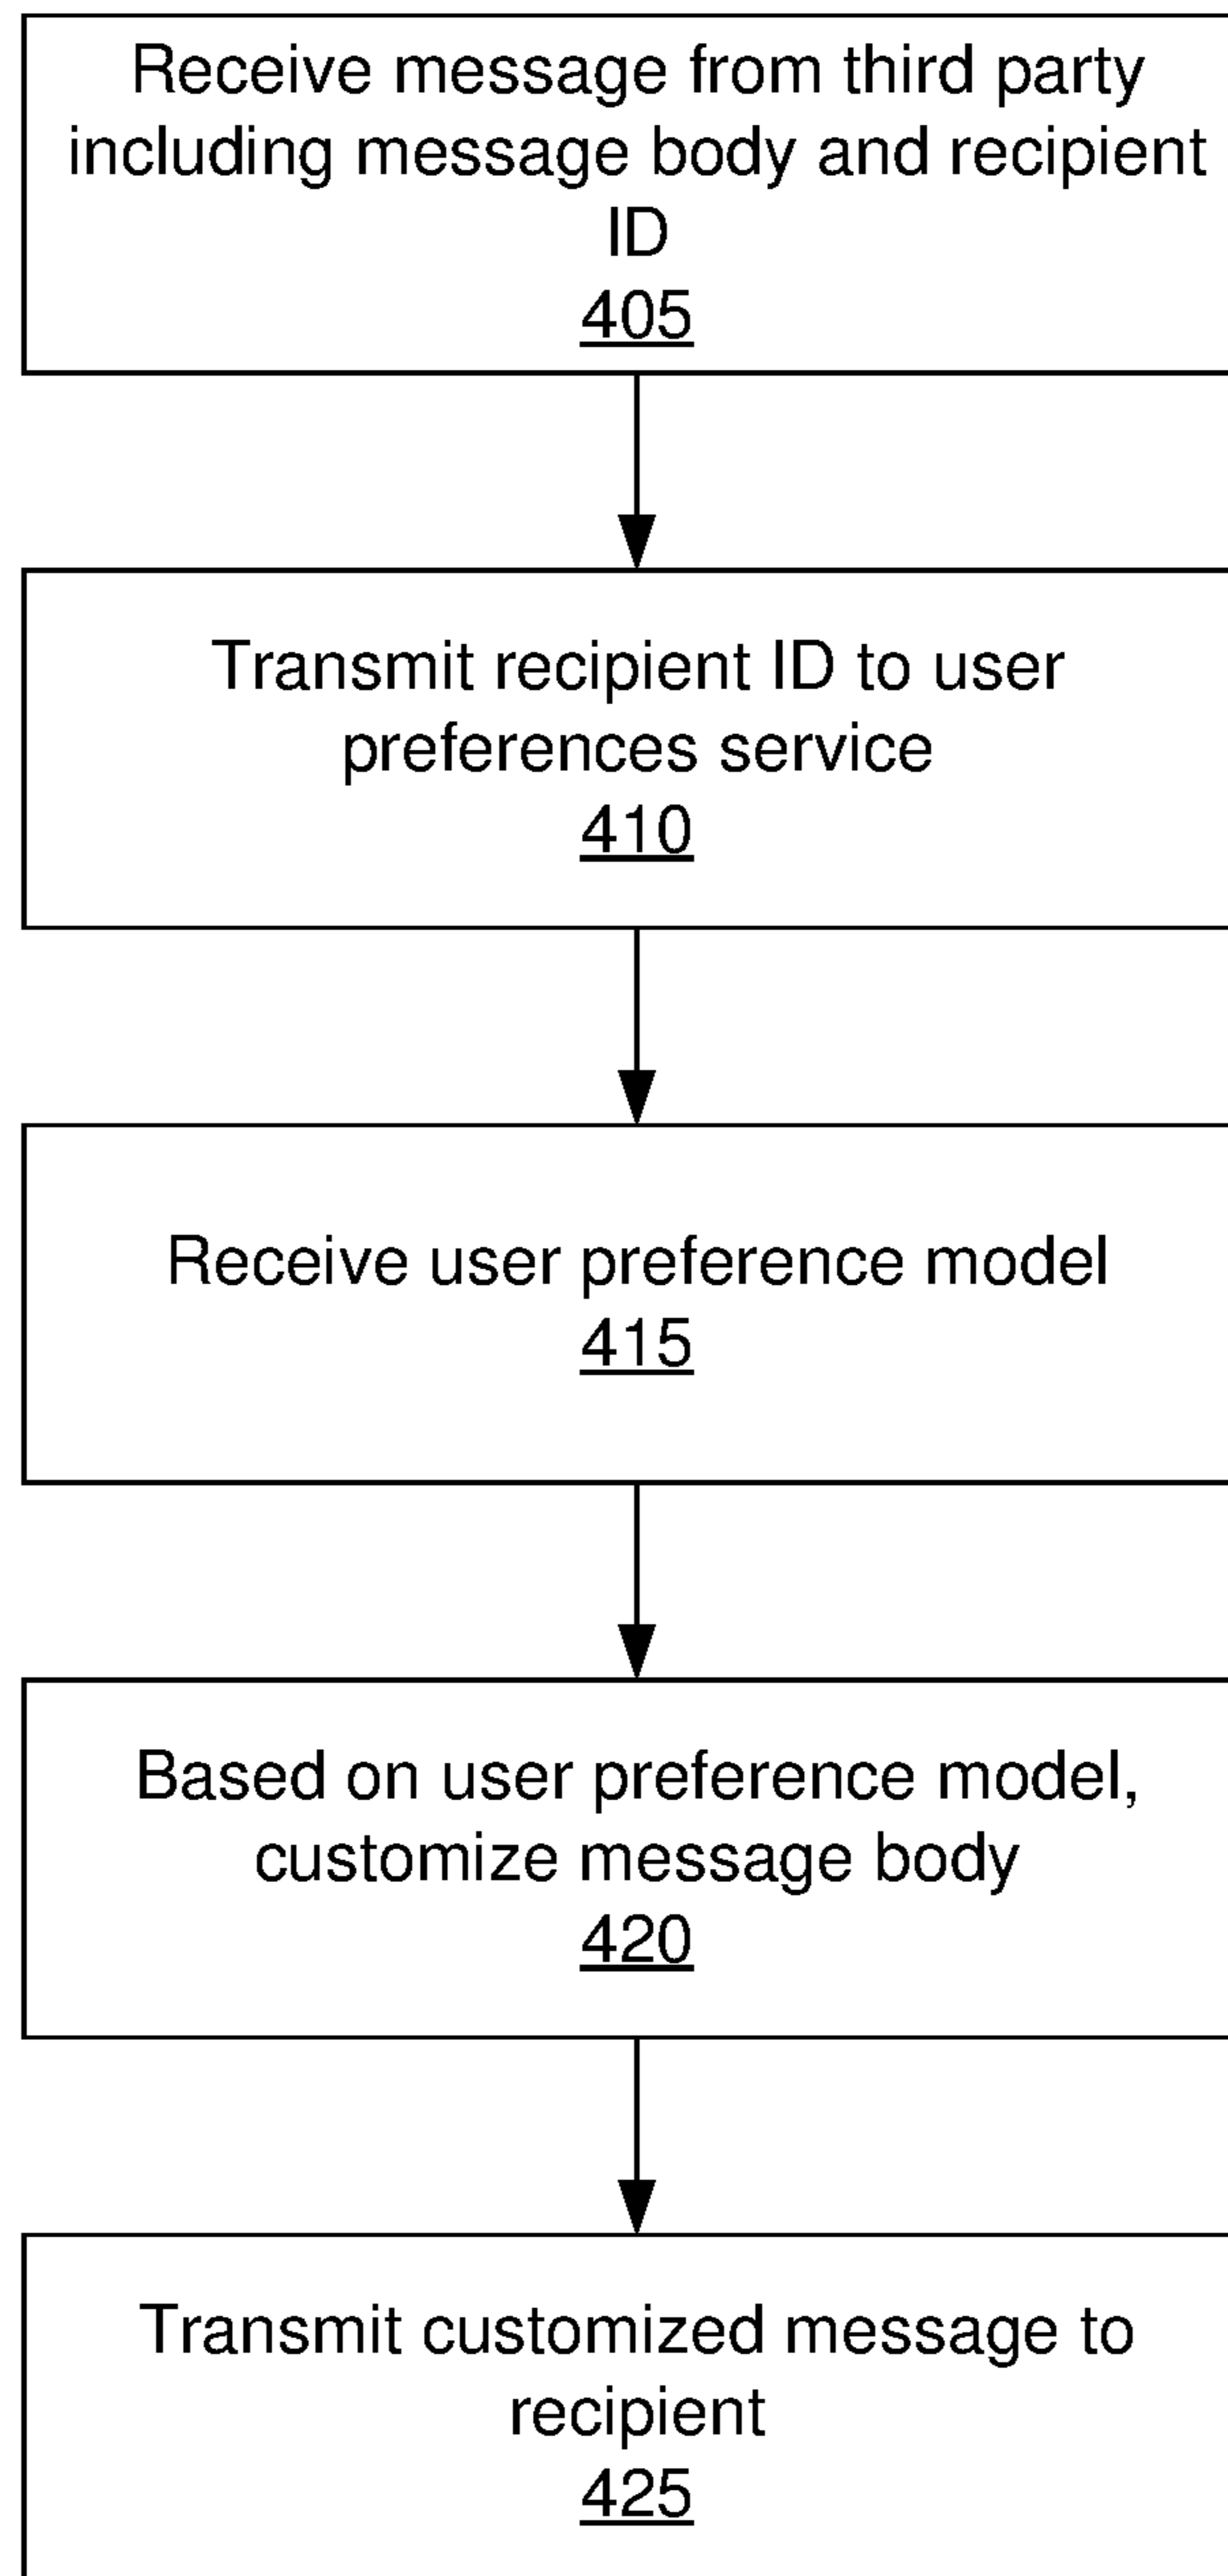 Receive message from third party
including message body and recipient
ID
405
Transmit recipient ID to user
preferences service
410
Receive user preference model
415
Based on user preference model,
customize message body
420
Transmit customized message to
recipient
425